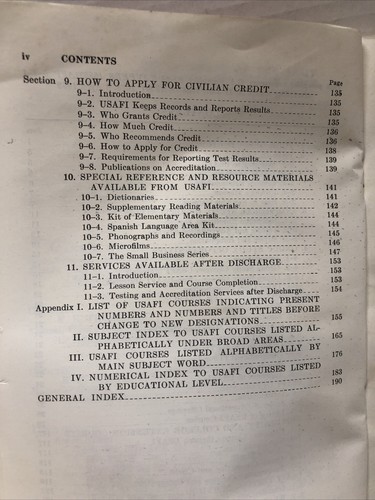 iv CONTENTS
Page
Section 9. HOW TO APPLY FOR CIVILIAN CREDIT 135
9-1. Introduction 135
9-2. USAFI Keeps Records and Reports Results 135
9-3. Who Grants Credit 135
9-4. How Much Credit 136
9-5. Who Recommends Credit 136
9-6. How to Apply for Credit 138
9-7. Requirements for Reporting Test Results 139
9-8. Publications on Accreditation 139
10. SPECIAL REFERENCE AND RESOURCE MATERIALS
AVAILABLE FROM USAFI 141
10-1. Dictionaries 141
10-2. Supplementary Reading Materials 142
10-3. Kit of Elementary Materials 144
10-4. Spanish Language Area Kit 144
10-5. Phonographs and Recordings 145
10-6. Microfilms 146
10-7. The Small Business Series 147
11. SERVICES AVAILABLE AFTER DISCHARGE 153
11-1. Introduction 153
11-2. Lesson Service and Course Completion 153
11-3. Testing and Accreditation Services after Discharge 154
Appendix I. LIST OF USAFI COURSES INDICATING PRESENT
NUMBERS AND NUMBERS AND TITLES BEFORE
CHANGE TO NEW DESIGNATIONS 155
II. SUBJECT INDEX TO USAFI COURSES LISTED AL-
PHABETICALLY UNDER BROAD AREAS 165
III. USAFI COURSES LISTED ALPHABETICALLY BY
MAIN SUBJECT WORD 176
IV. NUMERICAL INDEX TO USAFI COURSES LISTED
BY EDUCATIONAL LEVEL 183
GENERAL INDEX 190